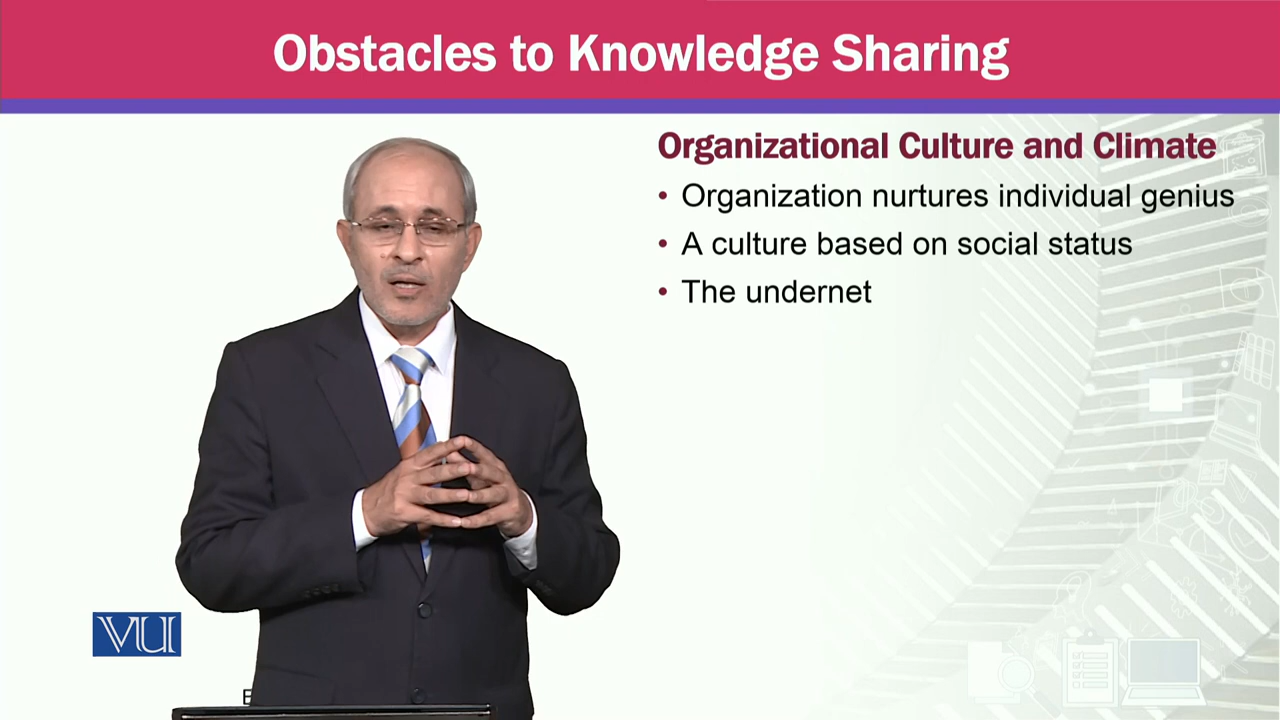 Obstacles to Knowledge Sharing
Organizational Culture and Climate
• Organization nurtures individual genius
• A culture based on social status
• The undernet
VU